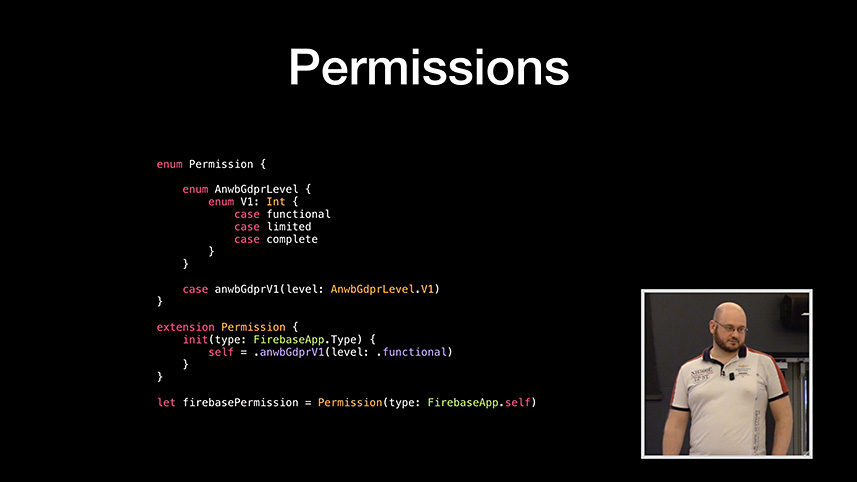 Permissions
enum Permission {
enum AnwbGdprLevel {
enum V1: Int {
case functional
case limited
case complete
}
}
case anwbGdprV1(level: AnwbGdprLevel.V1)
}
extension Permission {
init(type: FirebaseApp.Type) {
self = .anwbGdprV1(level: .functional)
}
}
let firebasePermission = Permission(type: FirebaseApp.self)